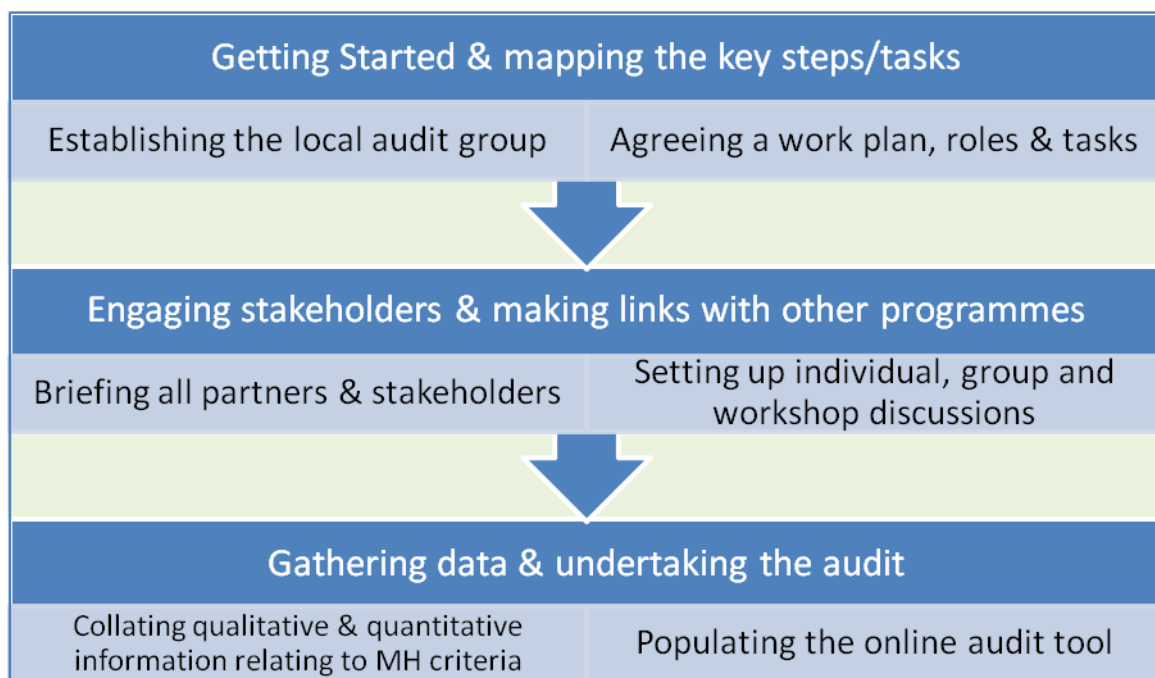 Getting Started & mapping the key steps/tasks
Establishing the local audit group
Agreeing a work plan, roles & tasks
Engaging stakeholders & making links with other programmes
Briefing all partners & stakeholders
Setting up individual, group and
workshop discussions
Gathering data & undertaking the audit
Collating qualitative & quantitative
information relating to MH criteria
Populating the online audit tool